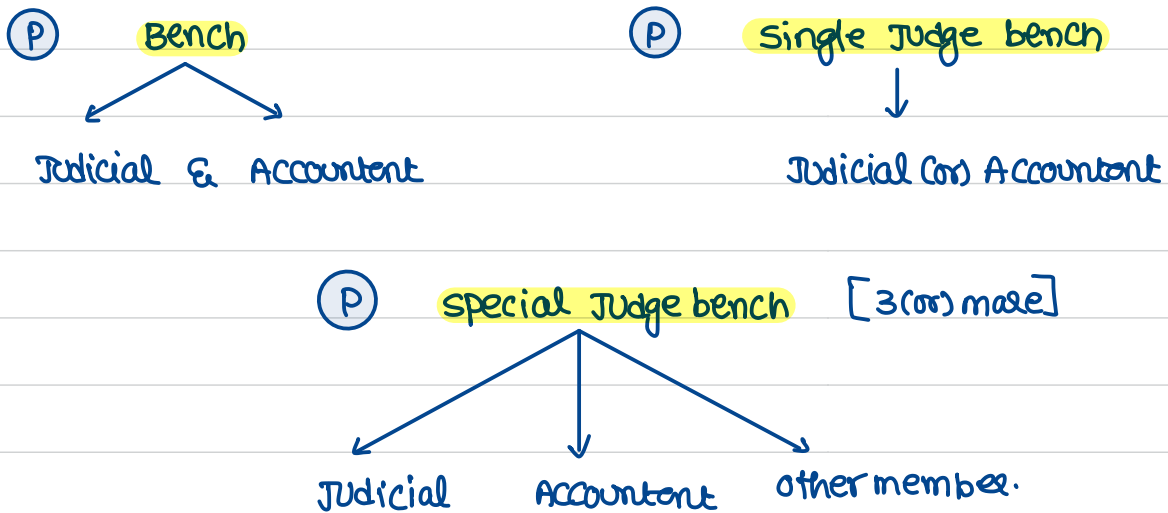 P Bench
P Single Judge bench
Judicial & Accountent
Judicial (or) Accountent
P Special Judge bench [3 (or) more]
Judicial Accountent other member.